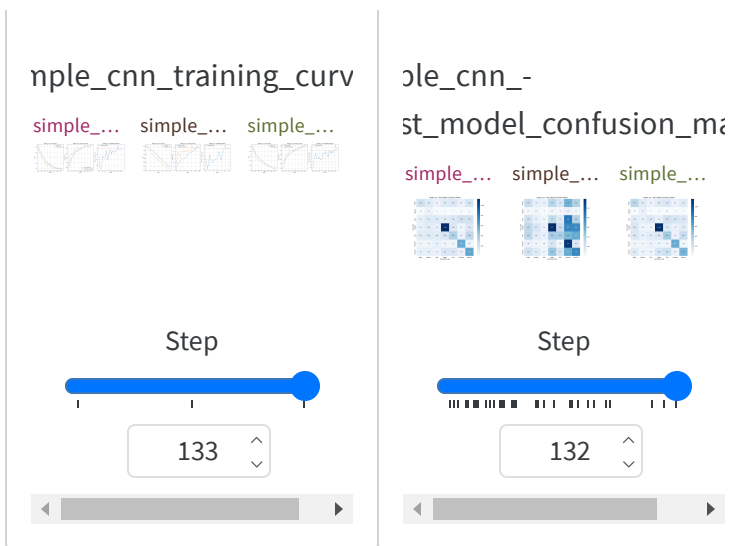 mple_cnn_training_curv
simple_… simple_… simple_…
Step
133
ple_cnn_-
st_model_confusion_ma
simple_… simple_… simple_…
Step
132